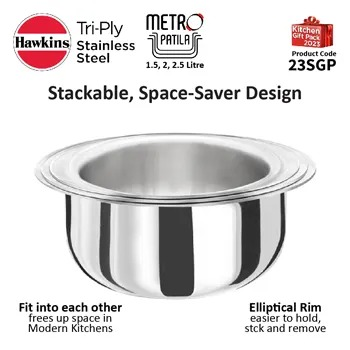 Hawkins
Tri-Ply
Stainless
Steel
METRO
PATILA
1.5, 2, 2.5 Litre
Kitchen
Gift Pack
2023
Product Code
23SGP
Stackable, Space-Saver Design
Fit into each other
frees up space in
Modern Kitchens
Elliptical Rim
easier to hold,
stck and remove